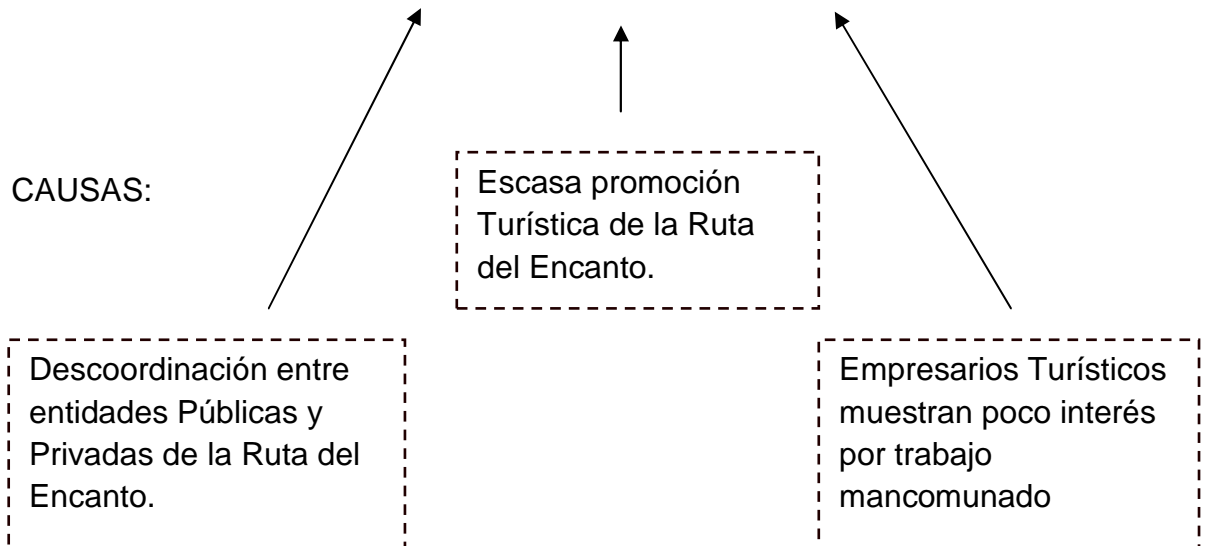 CAUSAS:
Escasa promoción
Turística de la Ruta
del Encanto.
Descoordinación entre
entidades Públicas y
Privadas de la Ruta del
Encanto.
Empresarios Turísticos
muestran poco interés
por trabajo
mancomunado